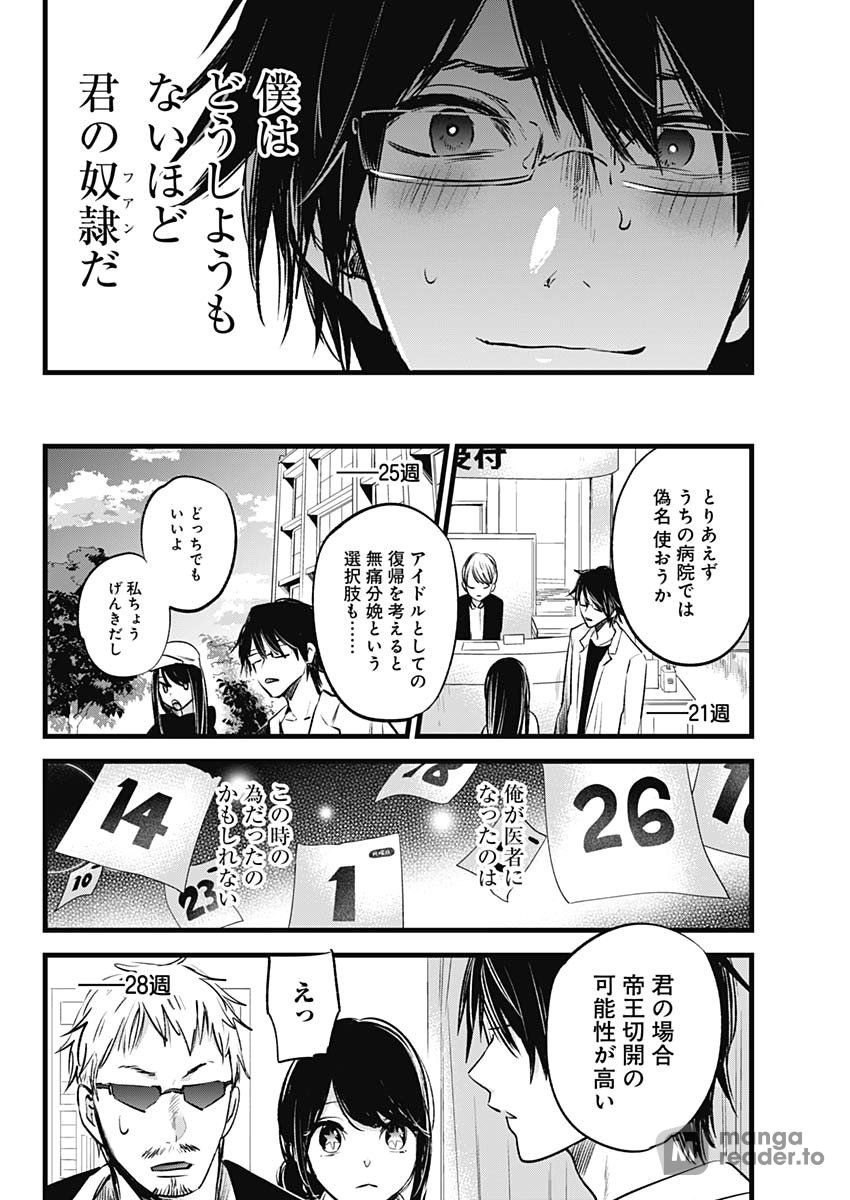 僕は
どうしようも
ないほど
君の奴隷だ
ファン
受付
とりあえず
うちの病院では
偽名 使おうか
──21週
──25週
アイドルとしての
復帰を考えると
無痛分娩という
選択肢も……
どっちでも
いいよ
私ちょう
げんきだし
26
18
1
14
23
10
俺が医者に
なったのは
この時の
為だったの
かもしれない
君の場合
帝王切開の
可能性が高い
えっ
──28週
manga
reader.to